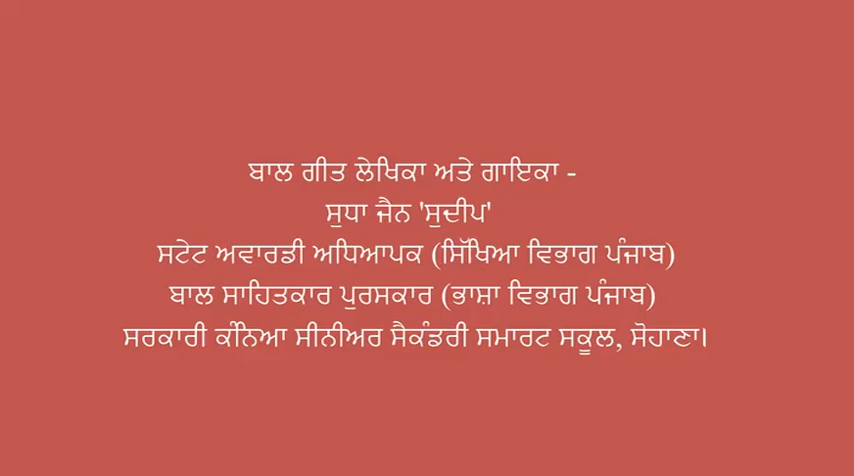 ਬਾਲ ਗੀਤ ਲੇਖਿਕਾ ਅਤੇ ਗਾਇਕਾ -
ਸੁਧਾ ਜੈਨ 'ਸੁਦੀਪ'
ਸਟੇਟ ਅਵਾਰਡੀ ਅਧਿਆਪਕ (ਸਿੱਖਿਆ ਵਿਭਾਗ ਪੰਜਾਬ)
ਬਾਲ ਸਾਹਿਤਕਾਰ ਪੁਰਸਕਾਰ (ਭਾਸ਼ਾ ਵਿਭਾਗ ਪੰਜਾਬ)
ਸਰਕਾਰੀ ਕੰਨਿਆ ਸੀਨੀਅਰ ਸੈਕੰਡਰੀ ਸਮਾਰਟ ਸਕੂਲ, ਸੋਹਾਣਾ।